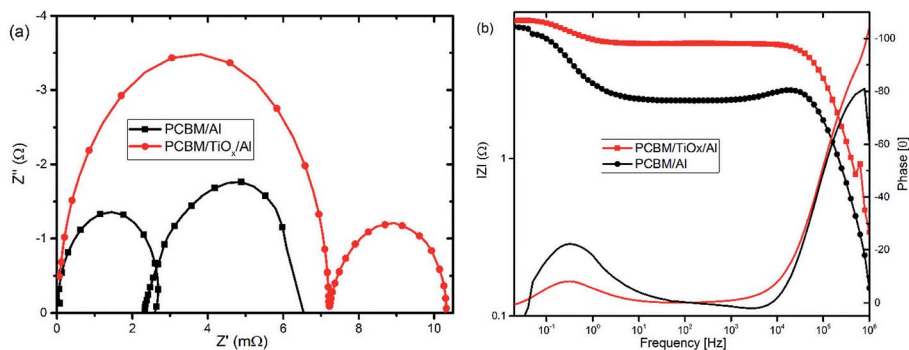 (a)
-4
-3
-2
-1
0
Z'' (Ω)
PCBM/Al
PCBM/TiOx/Al
0
2
4
6
8
10
Z' (mΩ)
(b)
1
0.1
|Z| (Ω)
PCBM/TiOx/Al
PCBM/Al
-100
-80
-60
-40
-20
0
Phase [0]
10⁻¹
10⁰
10¹
10²
10³
10⁴
10⁵
10⁶
Frequency [Hz]